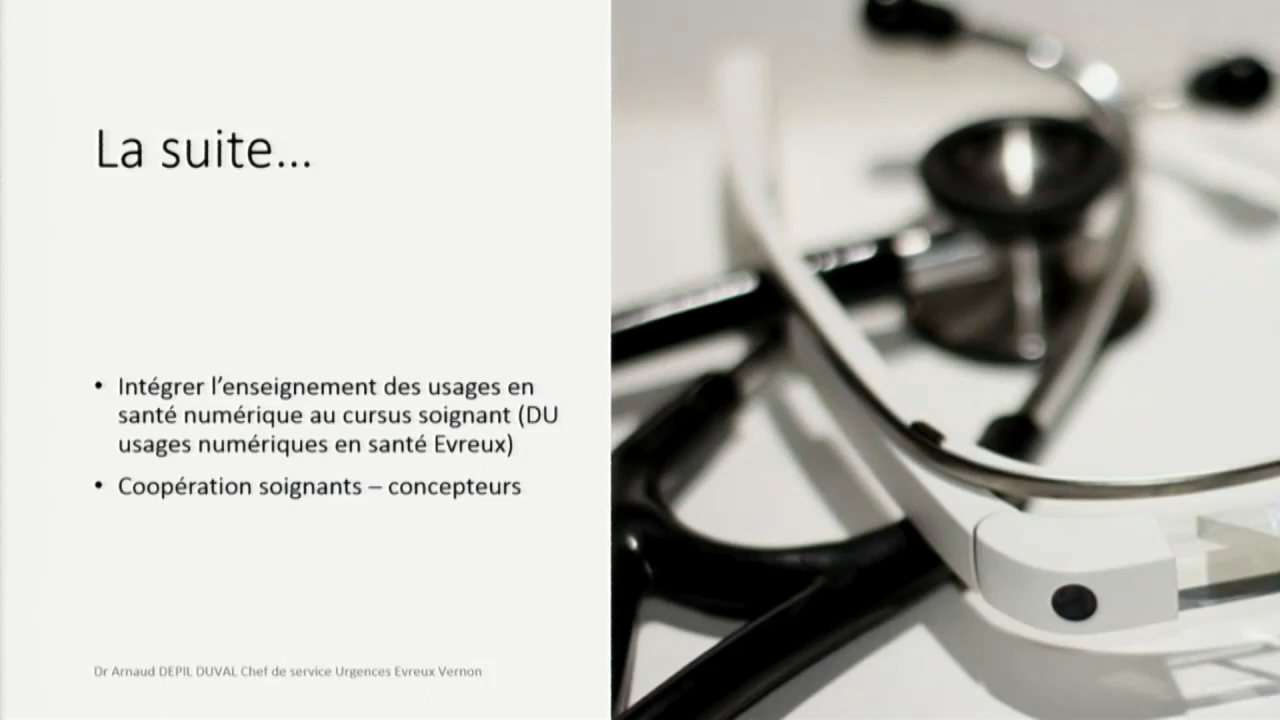 La suite...
• Intégrer l'enseignement des usages en
santé numérique au cursus soignant (DU
usages numériques en santé Evreux)
• Coopération soignants – concepteurs
Dr Arnaud DEPIL DUVAL Chef de service Urgences Evreux Vernon